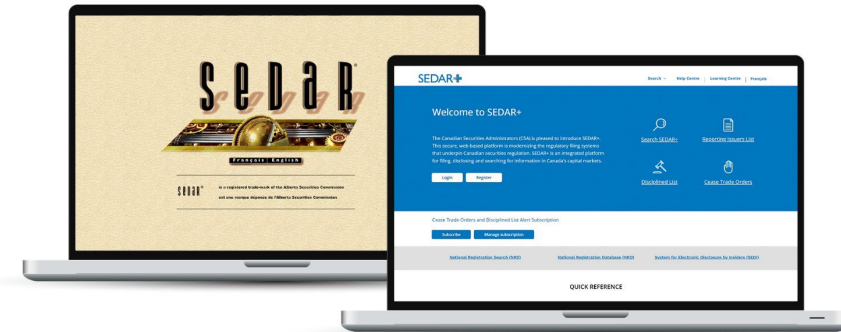 SEDAR®
SEDAR
Français | English
SEDAR®
is a registered trademark of the Alberta Securities Commission
est une marque déposée de l'Alberta Securities Commission
SEDAR+
Search
Help Centre | Learning Centre | Français
Welcome to SEDAR+
The Canadian Securities Administrators (CSA) is pleased to introduce SEDAR+.
This secure, web-based platform is modernizing the regulatory filing systems
that underpin Canadian securities regulation. SEDAR+ is an integrated platform
for filing, disclosing and searching for information in Canada's capital markets.
Login
Register
Search SEDAR+
Reporting Issuers List
Disciplined List
Cease Trade Orders
Cease Trade Orders and Disciplined List Alert Subscription
Subscribe
Manage subscription
National Registration Search (NRS)
National Registration Database (NRD)
System for Electronic Disclosure by Insiders (SEDI)
QUICK REFERENCE